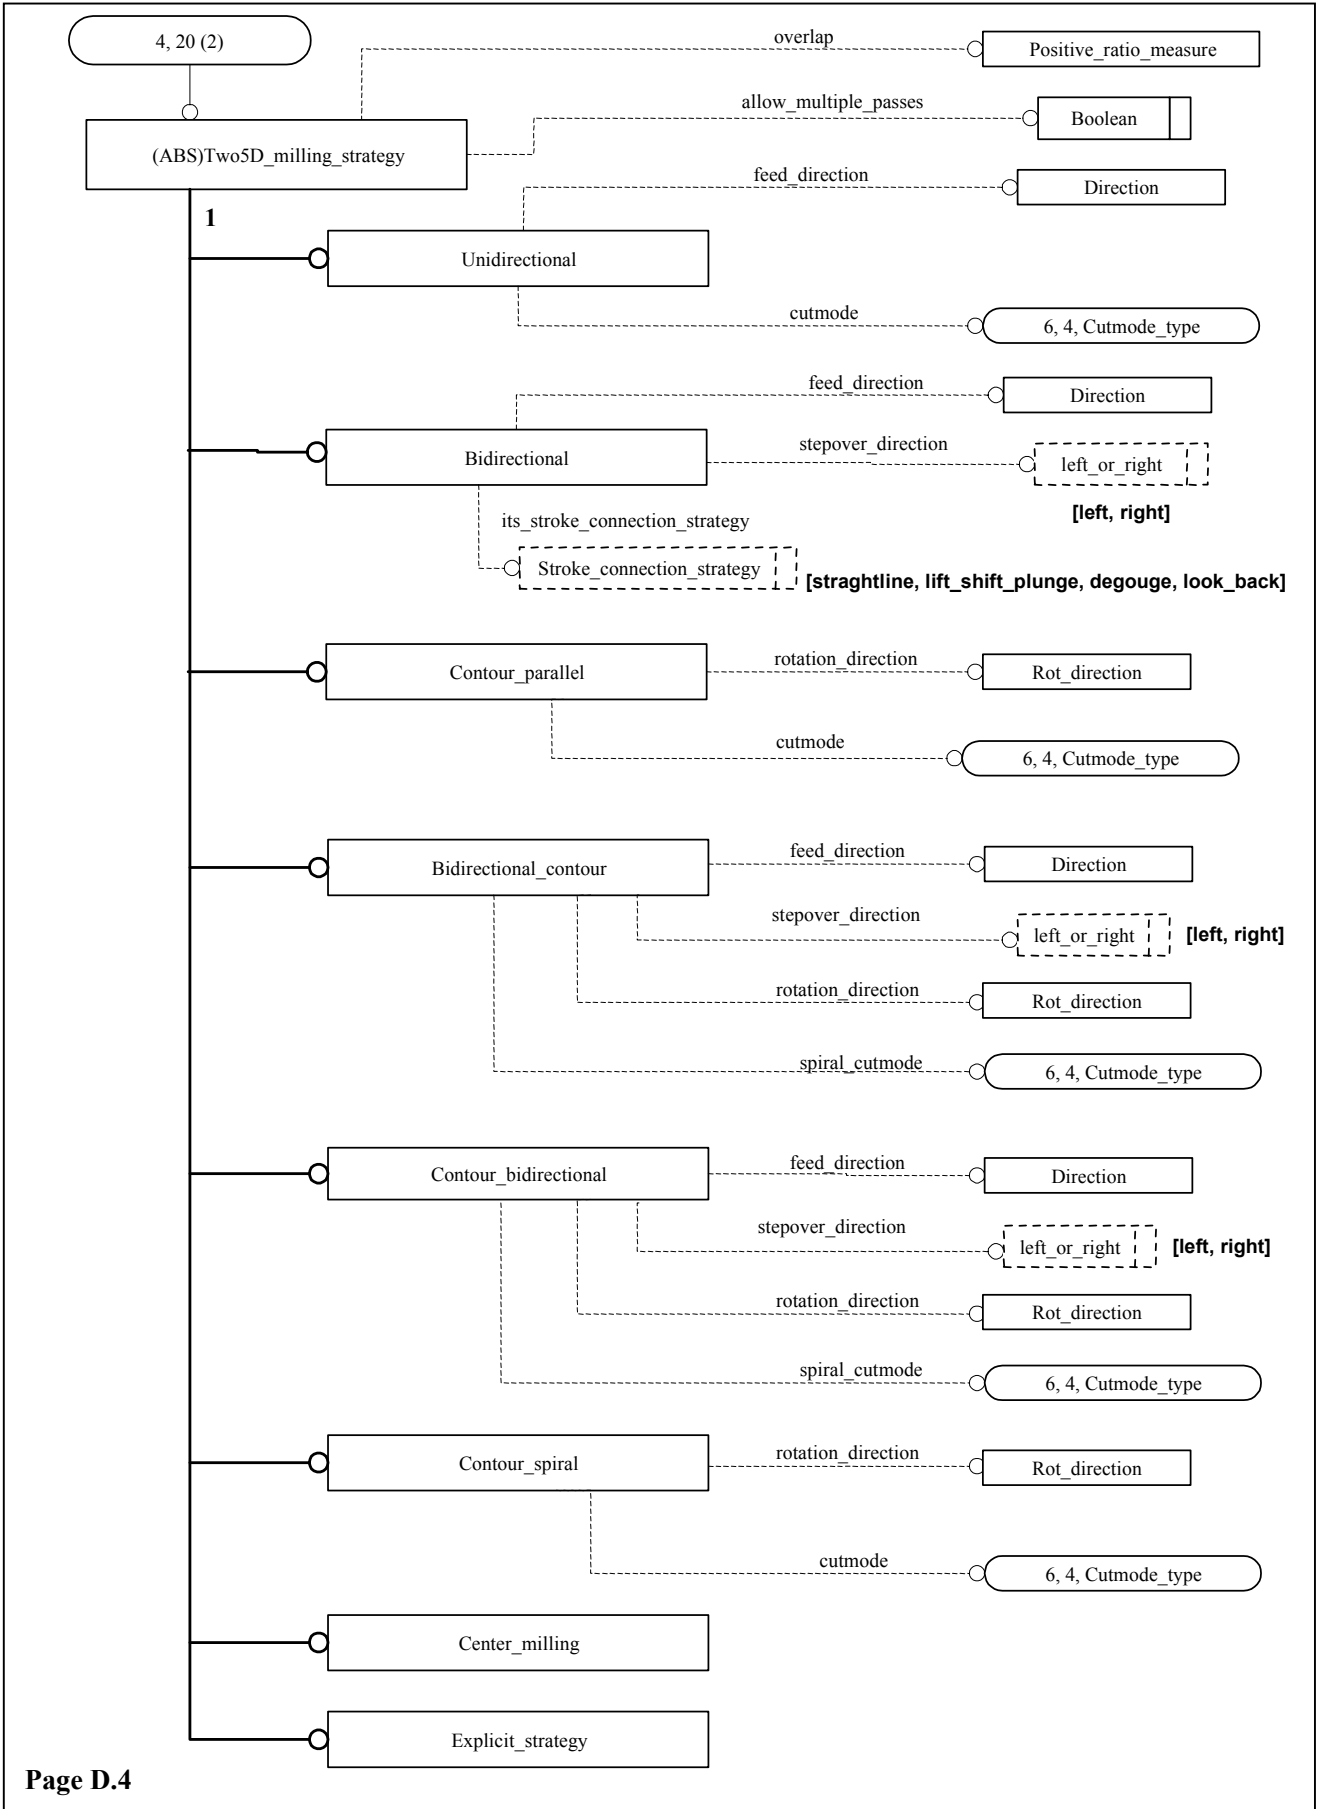 4, 20 (2)
overlap
Positive_ratio_measure
allow_multiple_passes
Boolean
(ABS)Two5D_milling_strategy
feed_direction
Direction
1
Unidirectional
cutmode
6, 4, Cutmode_type
feed_direction
Direction
Bidirectional
stepover_direction
left_or_right
[left, right]
its_stroke_connection_strategy
Stroke_connection_strategy
[straghtline, lift_shift_plunge, degouge, look_back]
Contour_parallel
rotation_direction
Rot_direction
cutmode
6, 4, Cutmode_type
Bidirectional_contour
feed_direction
Direction
stepover_direction
left_or_right
[left, right]
rotation_direction
Rot_direction
spiral_cutmode
6, 4, Cutmode_type
Contour_bidirectional
feed_direction
Direction
stepover_direction
left_or_right
[left, right]
rotation_direction
Rot_direction
spiral_cutmode
6, 4, Cutmode_type
Contour_spiral
rotation_direction
Rot_direction
cutmode
6, 4, Cutmode_type
Center_milling
Explicit_strategy
Page D.4